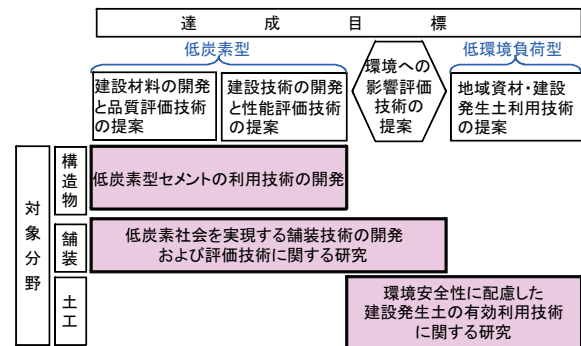 達成目標
低炭素型
低環境負荷型
建設材料の開発
と品質評価技術
の提案
建設技術の開発
と性能評価技術
の提案
環境への
影響評価
技術の
提案
地域資材・建設
発生土利用技術
の提案
対象分野
構造物
低炭素型セメントの利用技術の開発
舗装
低炭素社会を実現する舗装技術の開発
および評価技術に関する研究
土工
環境安全性に配慮した
建設発生土の有効利用技術
に関する研究